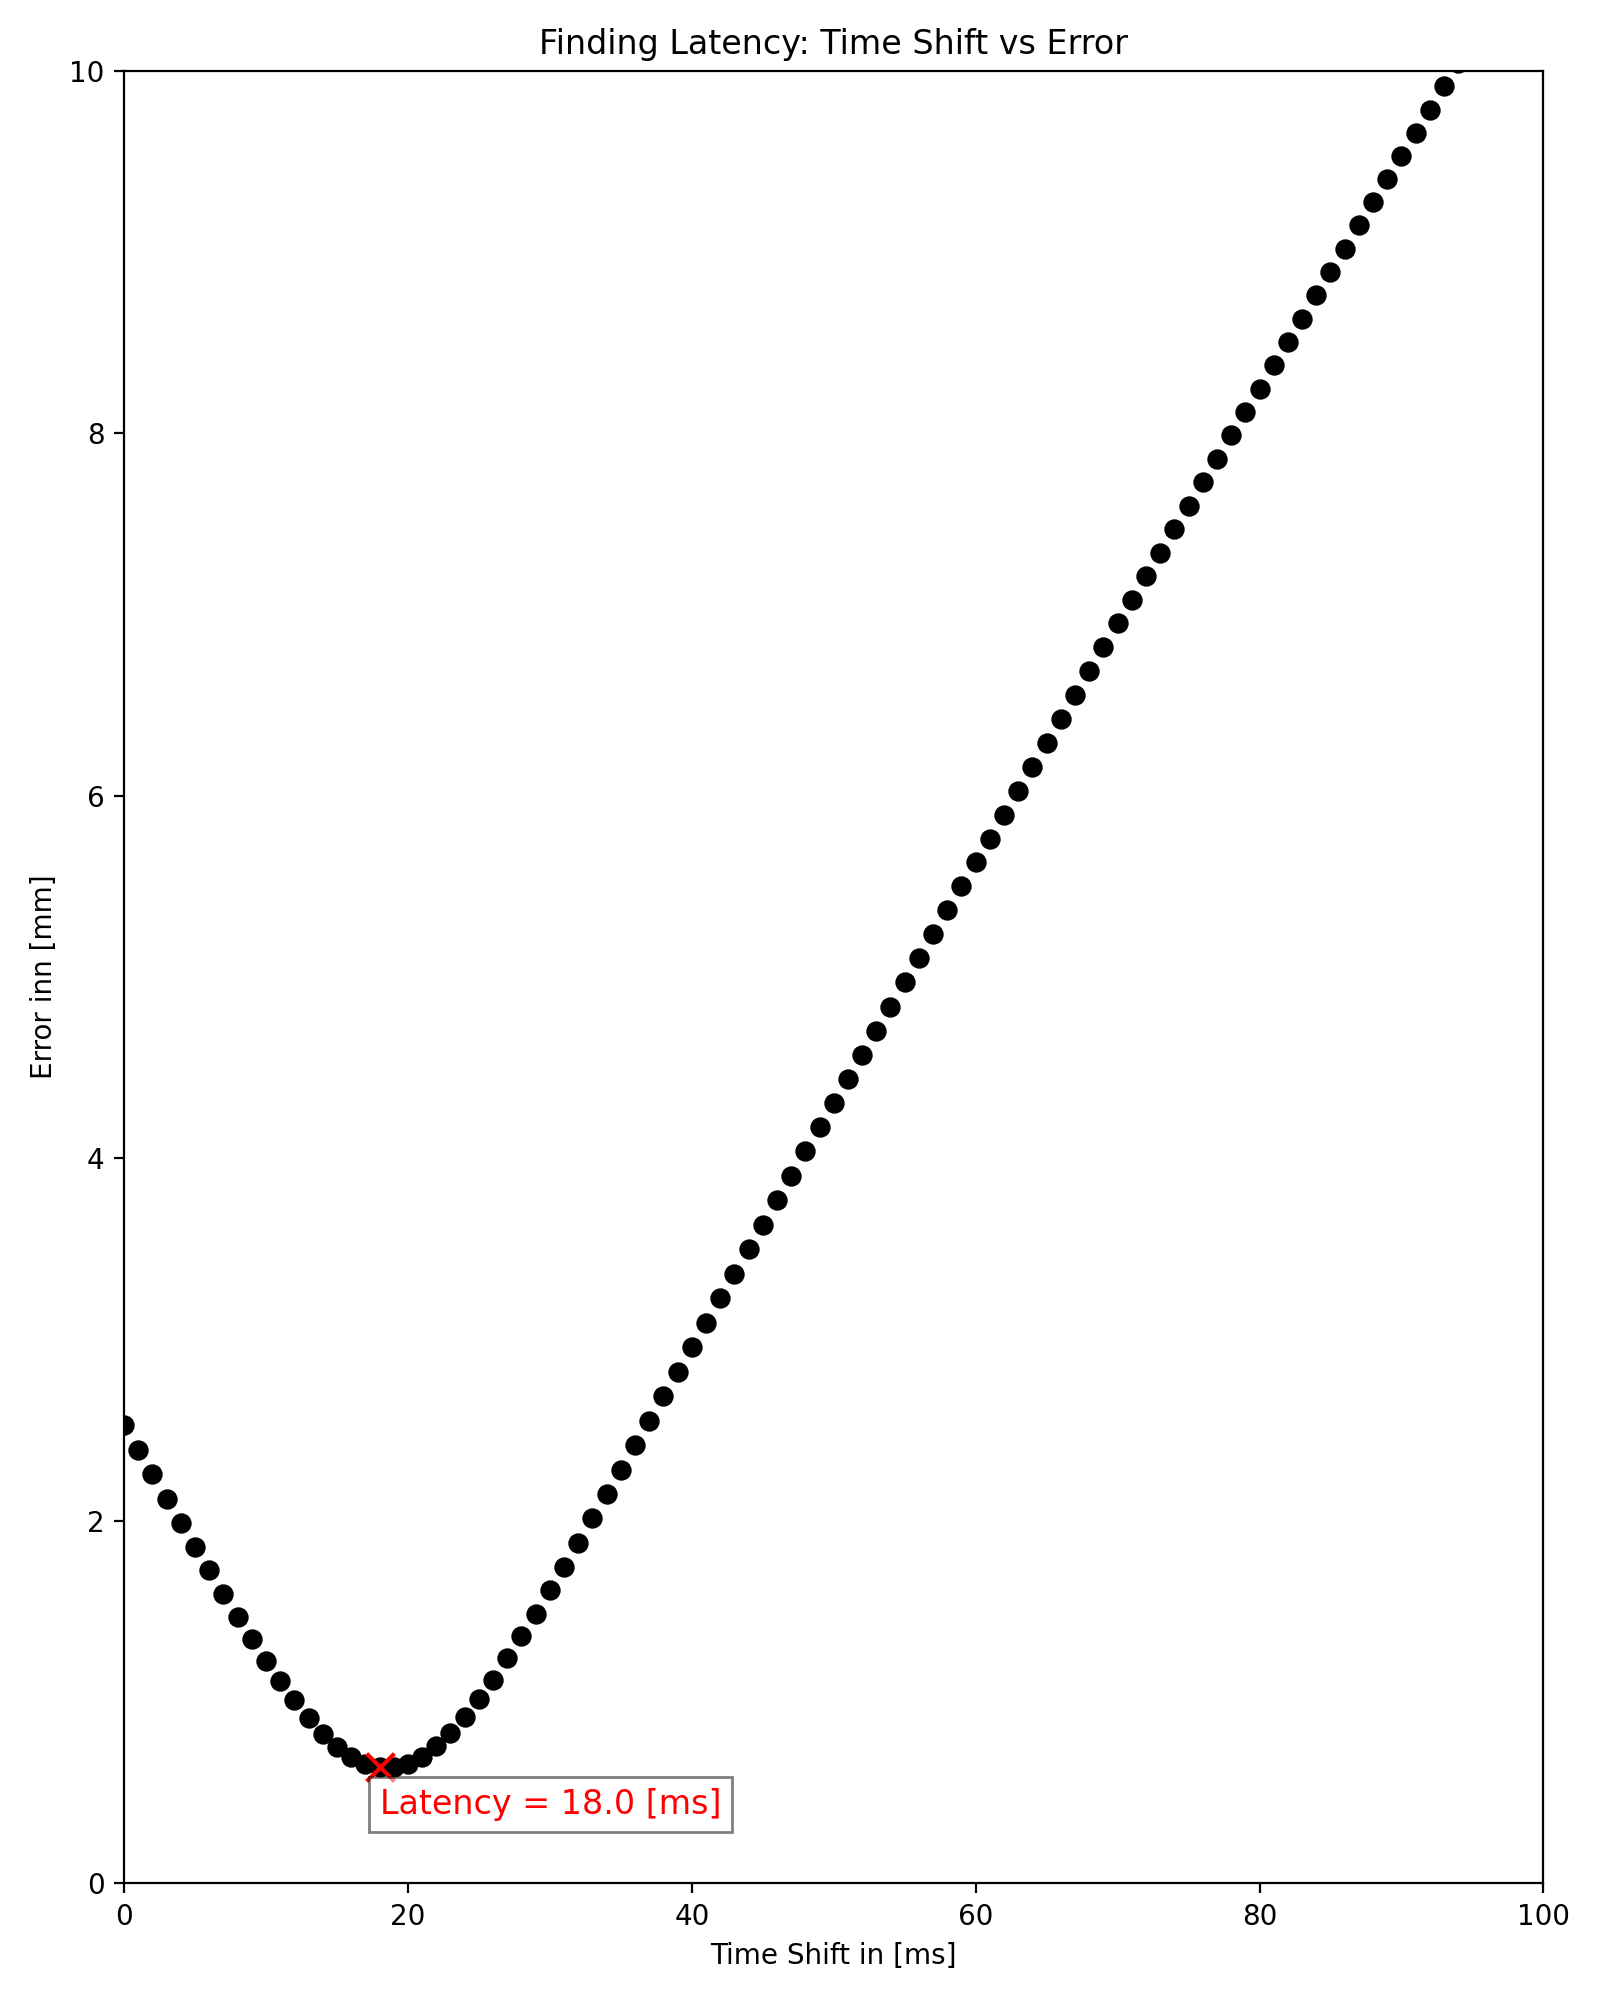 Finding Latency: Time Shift vs Error
10
8
6
4
2
0
Error inn [mm]
Latency = 18.0 [ms]
0 20 40 60 80 100
Time Shift in [ms]